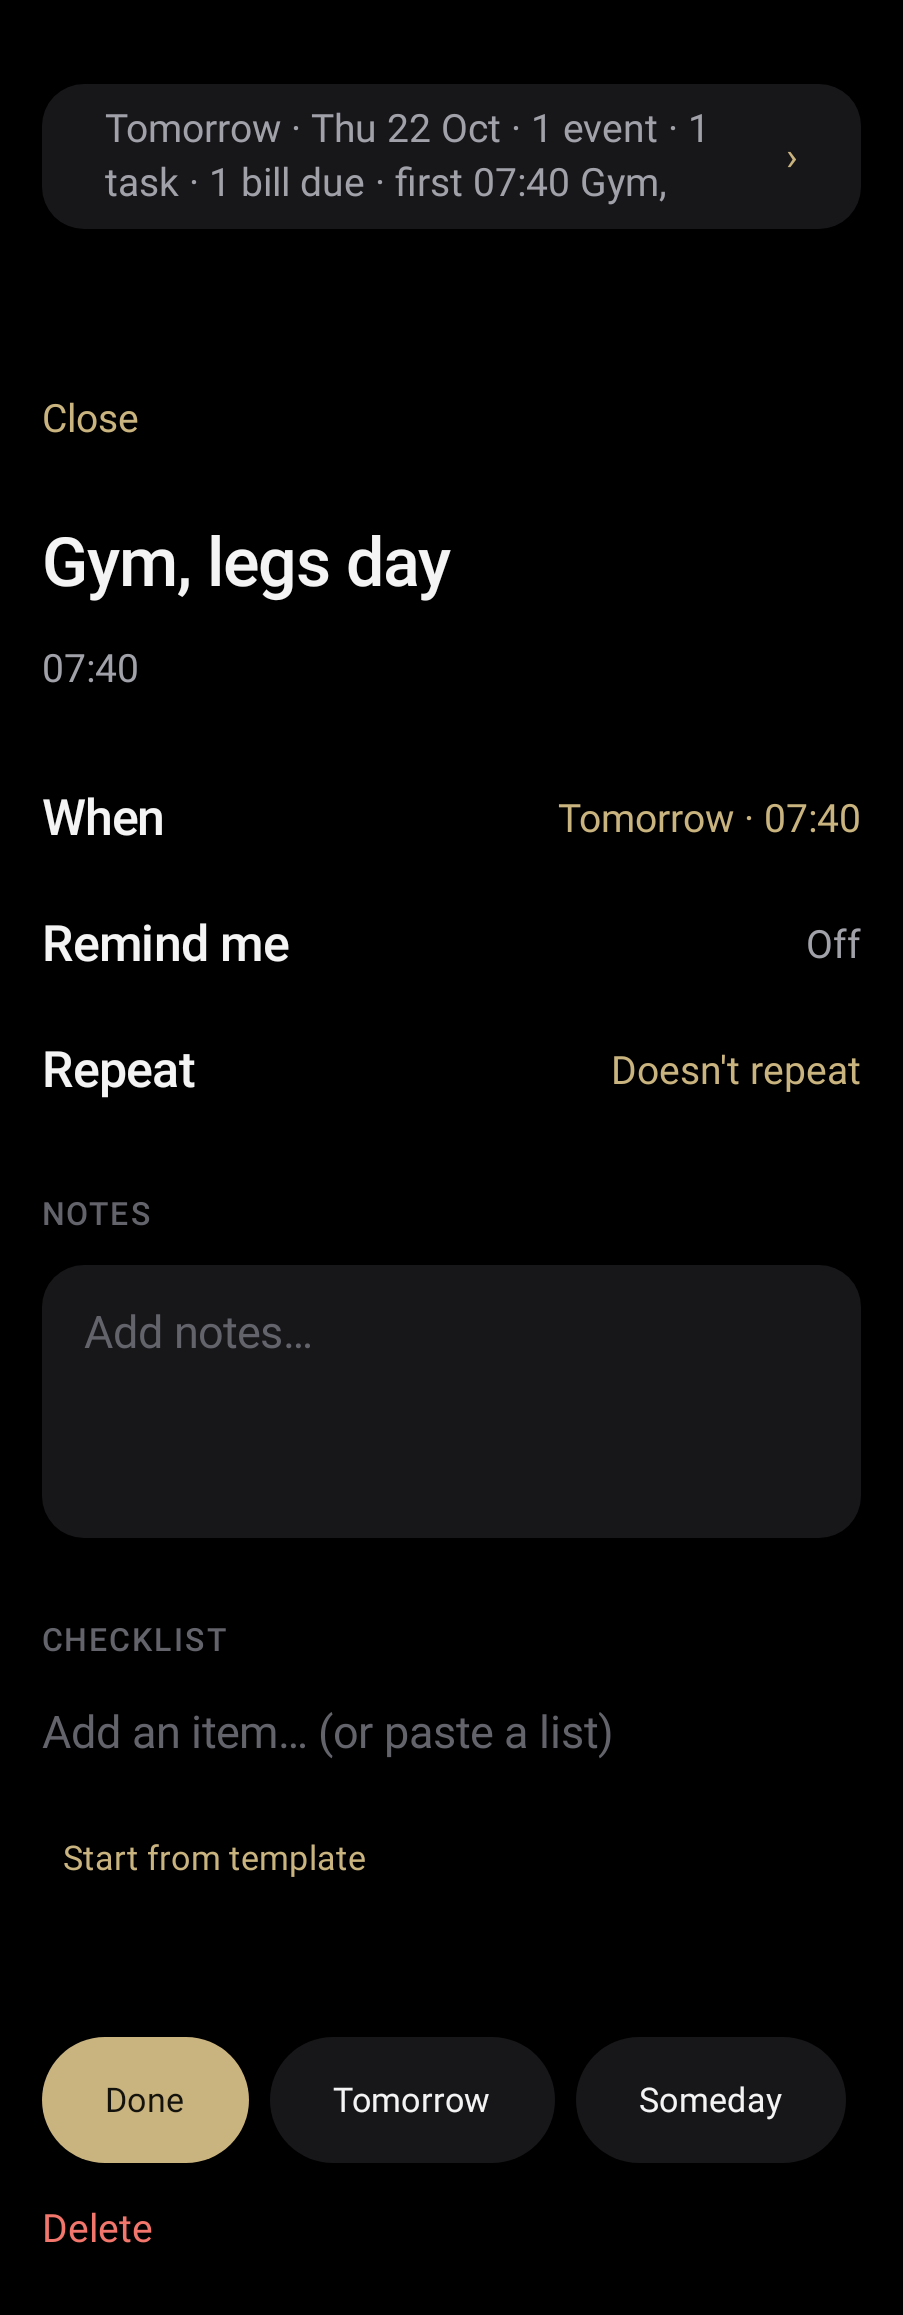 Tomorrow · Thu 22 Oct · 1 event · 1
task · 1 bill due · first 07:40 Gym,
›
Close
Gym, legs day
07:40
When Tomorrow · 07:40
Remind me Off
Repeat Doesn't repeat
NOTES
Add notes…
CHECKLIST
Add an item… (or paste a list)
Start from template
Done Tomorrow Someday
Delete